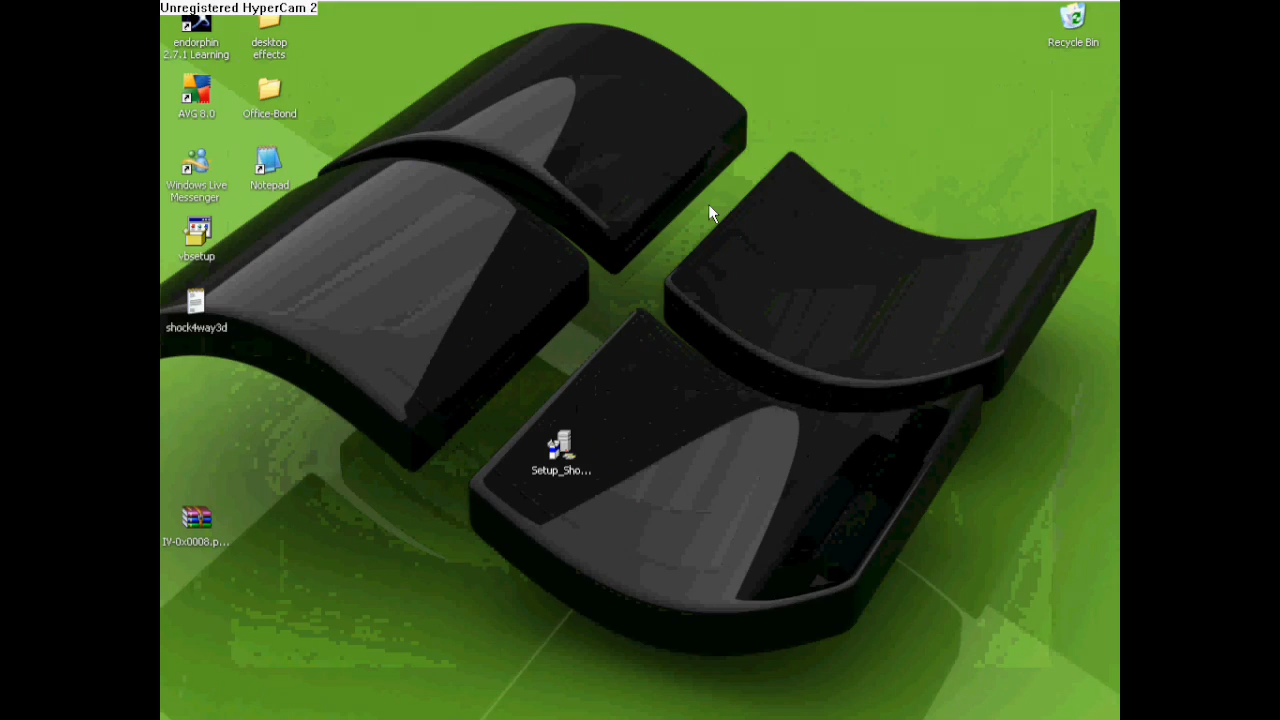 Unregistered HyperCam 2
endorphin
2.7.1 Learning
desktop
effects
Recycle Bin
AVG 8.0
Office-Bond
Windows Live
Messenger
Notepad
vbsetup
shock4way3d
Setup_Sho...
IV-0x0008.p...